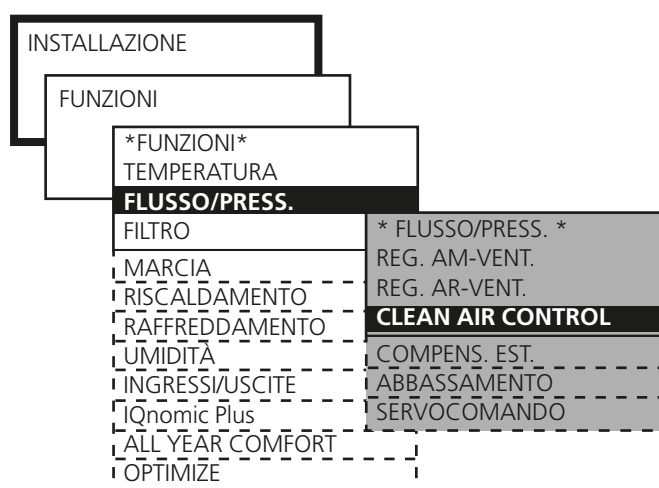 INSTALLAZIONE
FUNZIONI
*FUNZIONI*
TEMPERATURA
FLUSSO/PRESS.
FILTRO
MARCIA
RISCALDAMENTO
RAFFREDDAMENTO
UMIDITÀ
INGRESSI/USCITE
IQnomic Plus
ALL YEAR COMFORT
OPTIMIZE
* FLUSSO/PRESS. *
REG. AM-VENT.
REG. AR-VENT.
CLEAN AIR CONTROL
COMPENS. EST.
ABBASSAMENTO
SERVOCOMANDO